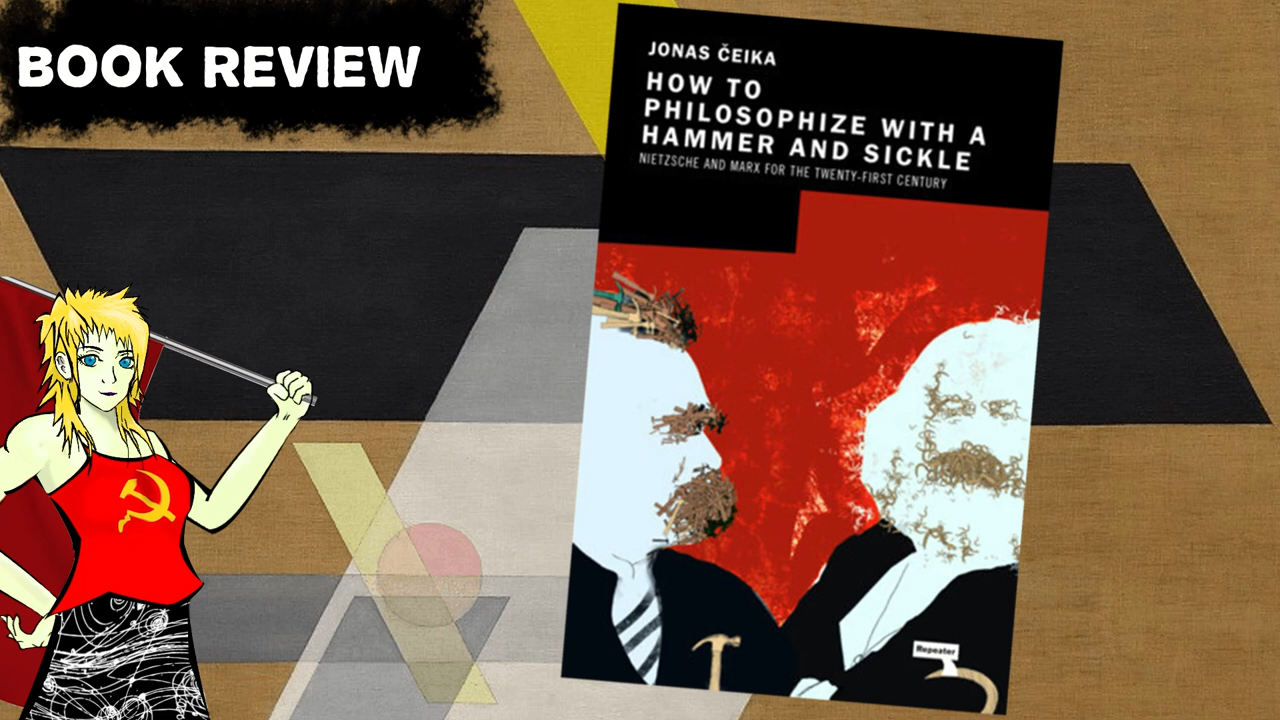 BOOK REVIEW
JONAS ČEIKA
HOW TO
PHILOSOPHIZE WITH A
HAMMER AND SICKLE
NIETZSCHE AND MARX FOR THE TWENTY-FIRST CENTURY
Repeater